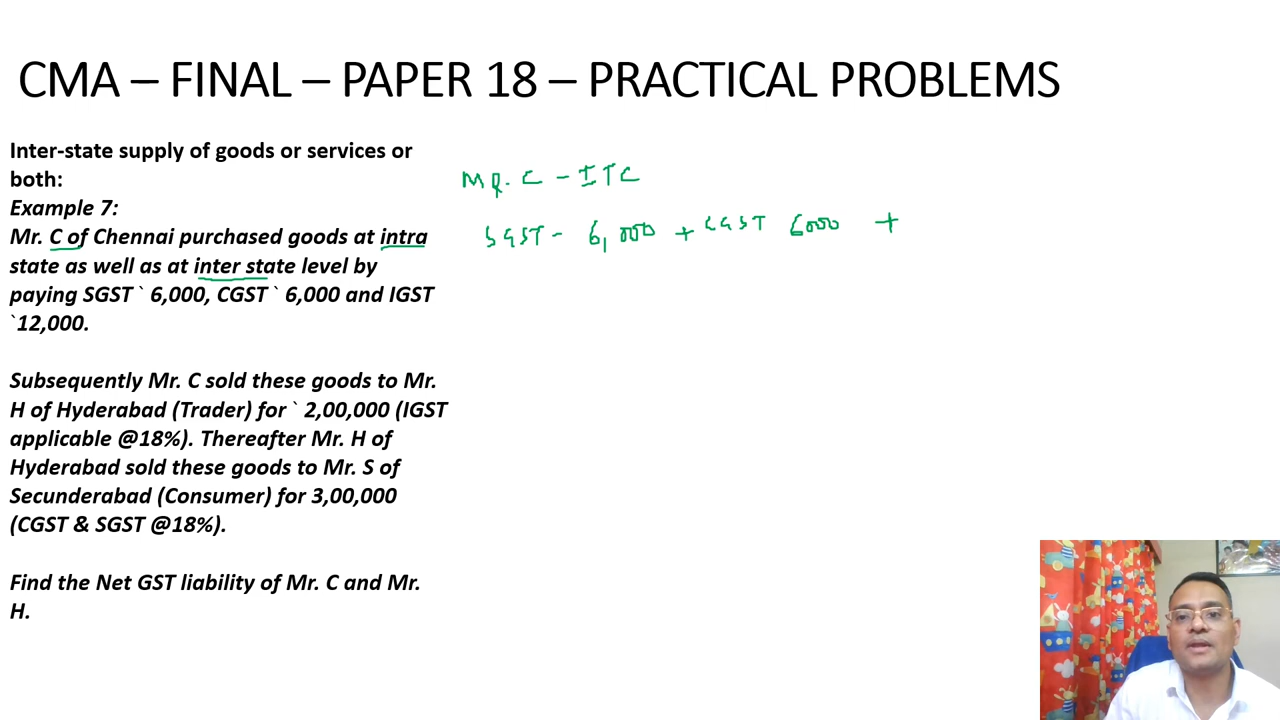 CMA – FINAL – PAPER 18 – PRACTICAL PROBLEMS
Inter-state supply of goods or services or
both:
Example 7:
Mr. C of Chennai purchased goods at intra
state as well as at inter state level by
paying SGST ` 6,000, CGST ` 6,000 and IGST
`12,000.
Subsequently Mr. C sold these goods to Mr.
H of Hyderabad (Trader) for ` 2,00,000 (IGST
applicable @18%). Thereafter Mr. H of
Hyderabad sold these goods to Mr. S of
Secunderabad (Consumer) for 3,00,000
(CGST & SGST @18%).
Find the Net GST liability of Mr. C and Mr.
H.
MR. C - ITC
SGST - 6,000 + CGST 6000 +